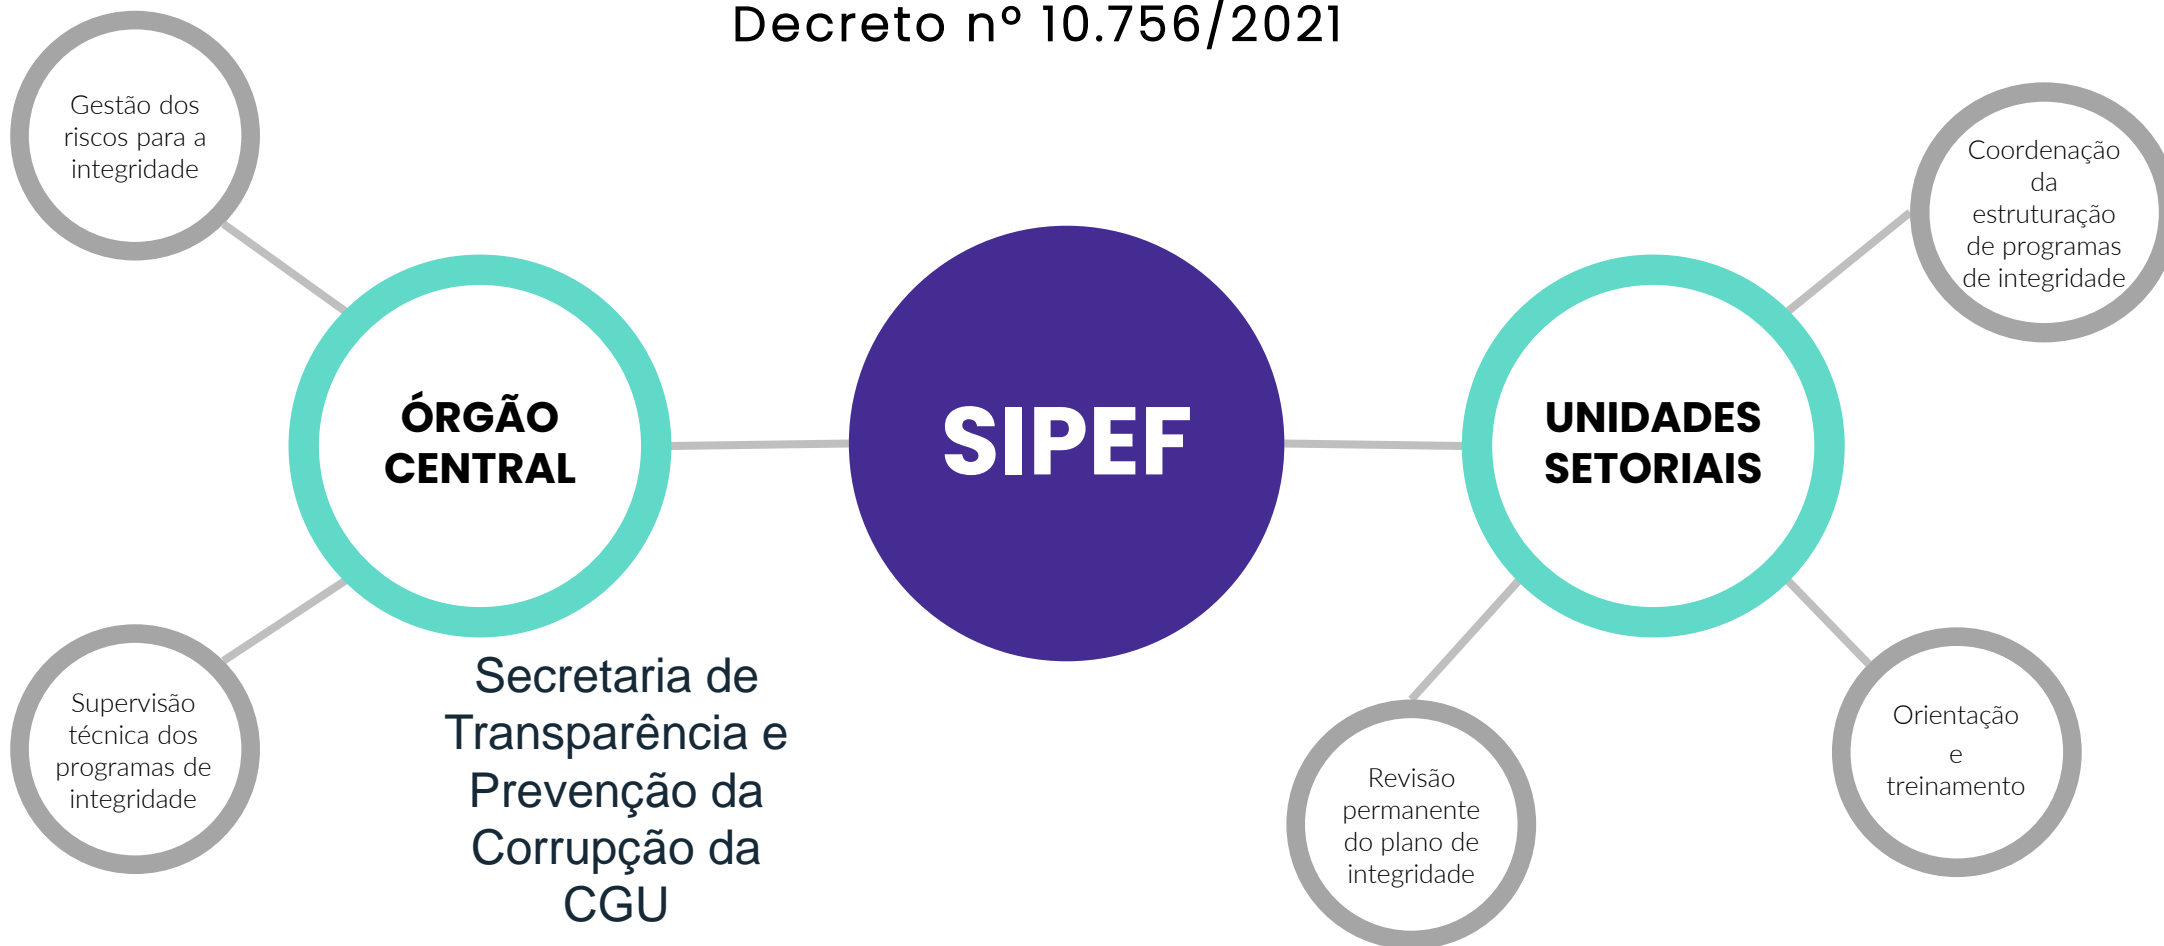 Decreto nº 10.756/2021
Gestão dos
riscos para a
integridade
ÓRGÃO
CENTRAL
Supervisão
técnica dos
programas de
integridade
Secretaria de
Transparência e
Prevenção da
Corrupção da
CGU
SIPEF
UNIDADES
SETORIAIS
Coordenação
da
estruturação
de programas
de integridade
Revisão
permanente
do plano de
integridade
Orientação
e
treinamento